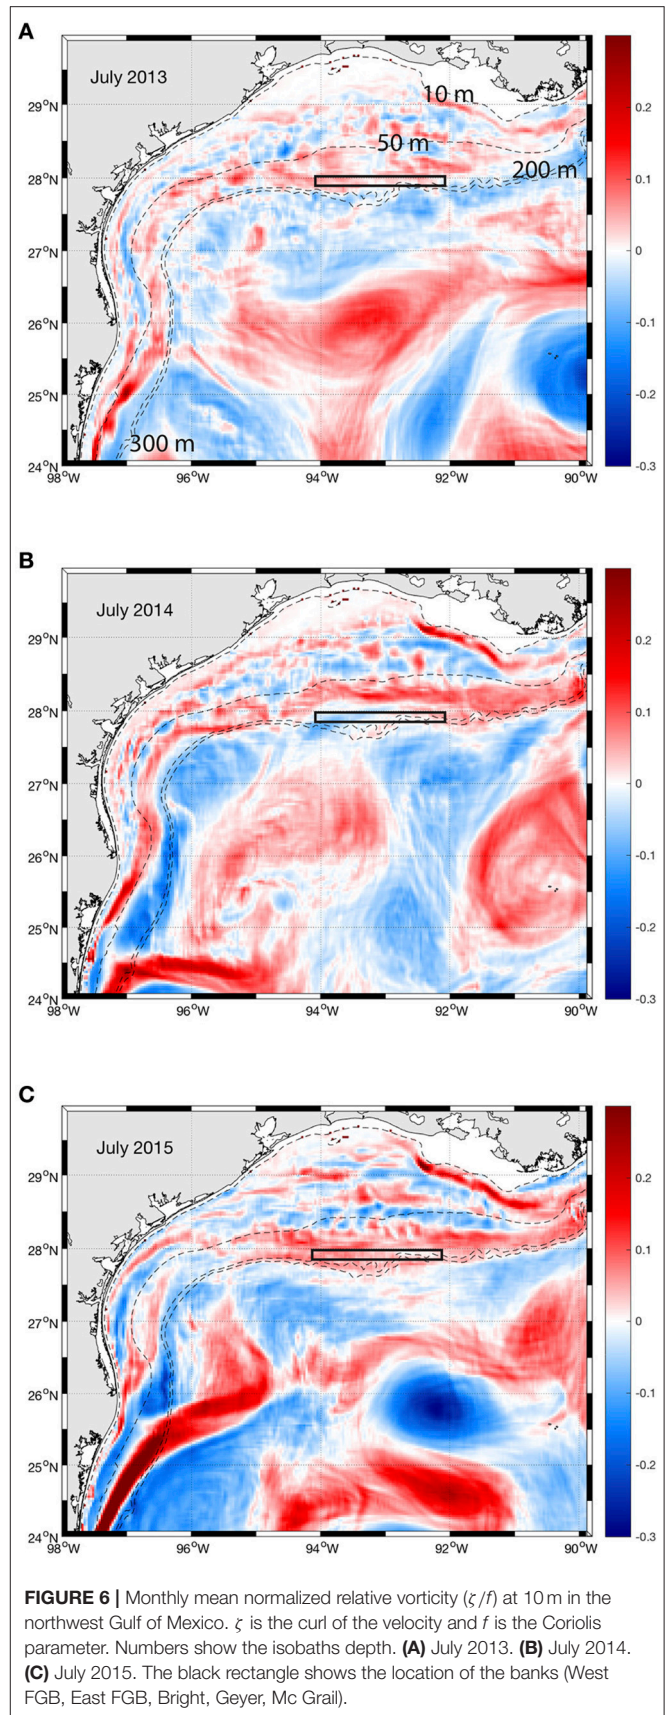 A
July 2013
10 m
50 m
200 m
300 m
29°N
28°N
27°N
26°N
25°N
24°N
98°W
96°W
94°W
92°W
90°W
0.2
0.1
0
-0.1
-0.2
-0.3
B
July 2014
29°N
28°N
27°N
26°N
25°N
24°N
98°W
96°W
94°W
92°W
90°W
0.2
0.1
0
-0.1
-0.2
-0.3
C
July 2015
29°N
28°N
27°N
26°N
25°N
24°N
98°W
96°W
94°W
92°W
90°W
0.2
0.1
0
-0.1
-0.2
-0.3
FIGURE 6 | Monthly mean normalized relative vorticity (ζ/f) at 10 m in the
northwest Gulf of Mexico. ζ is the curl of the velocity and f is the Coriolis
parameter. Numbers show the isobaths depth. (A) July 2013. (B) July 2014.
(C) July 2015. The black rectangle shows the location of the banks (West
FGB, East FGB, Bright, Geyer, Mc Grail).